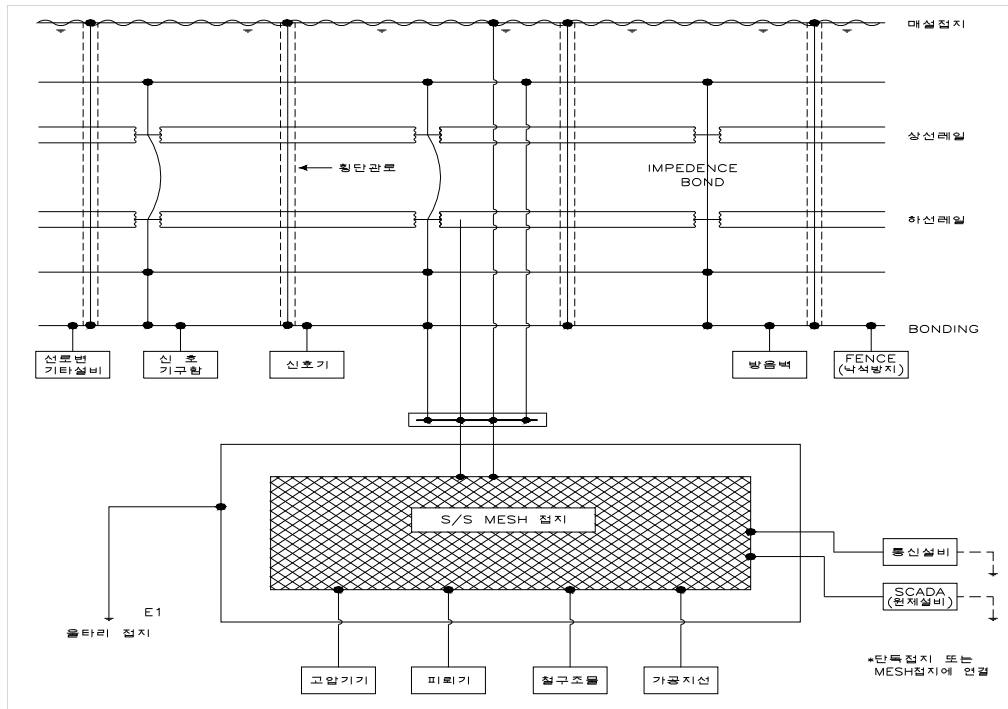 매설접지
상선레일
횡단관로
IMPEDENCE
BOND
하선레일
BONDING
선로변
기타설비
신 호
기구함
신호기
방음벽
FENCE
(낙석방지)
S/S MESH 접지
통신설비
SCADA
(원제설비)
E1
울타리 접지
*단독접지 또는
MESH접지에 연결
고압기기
피뢰기
철구조물
가공지선